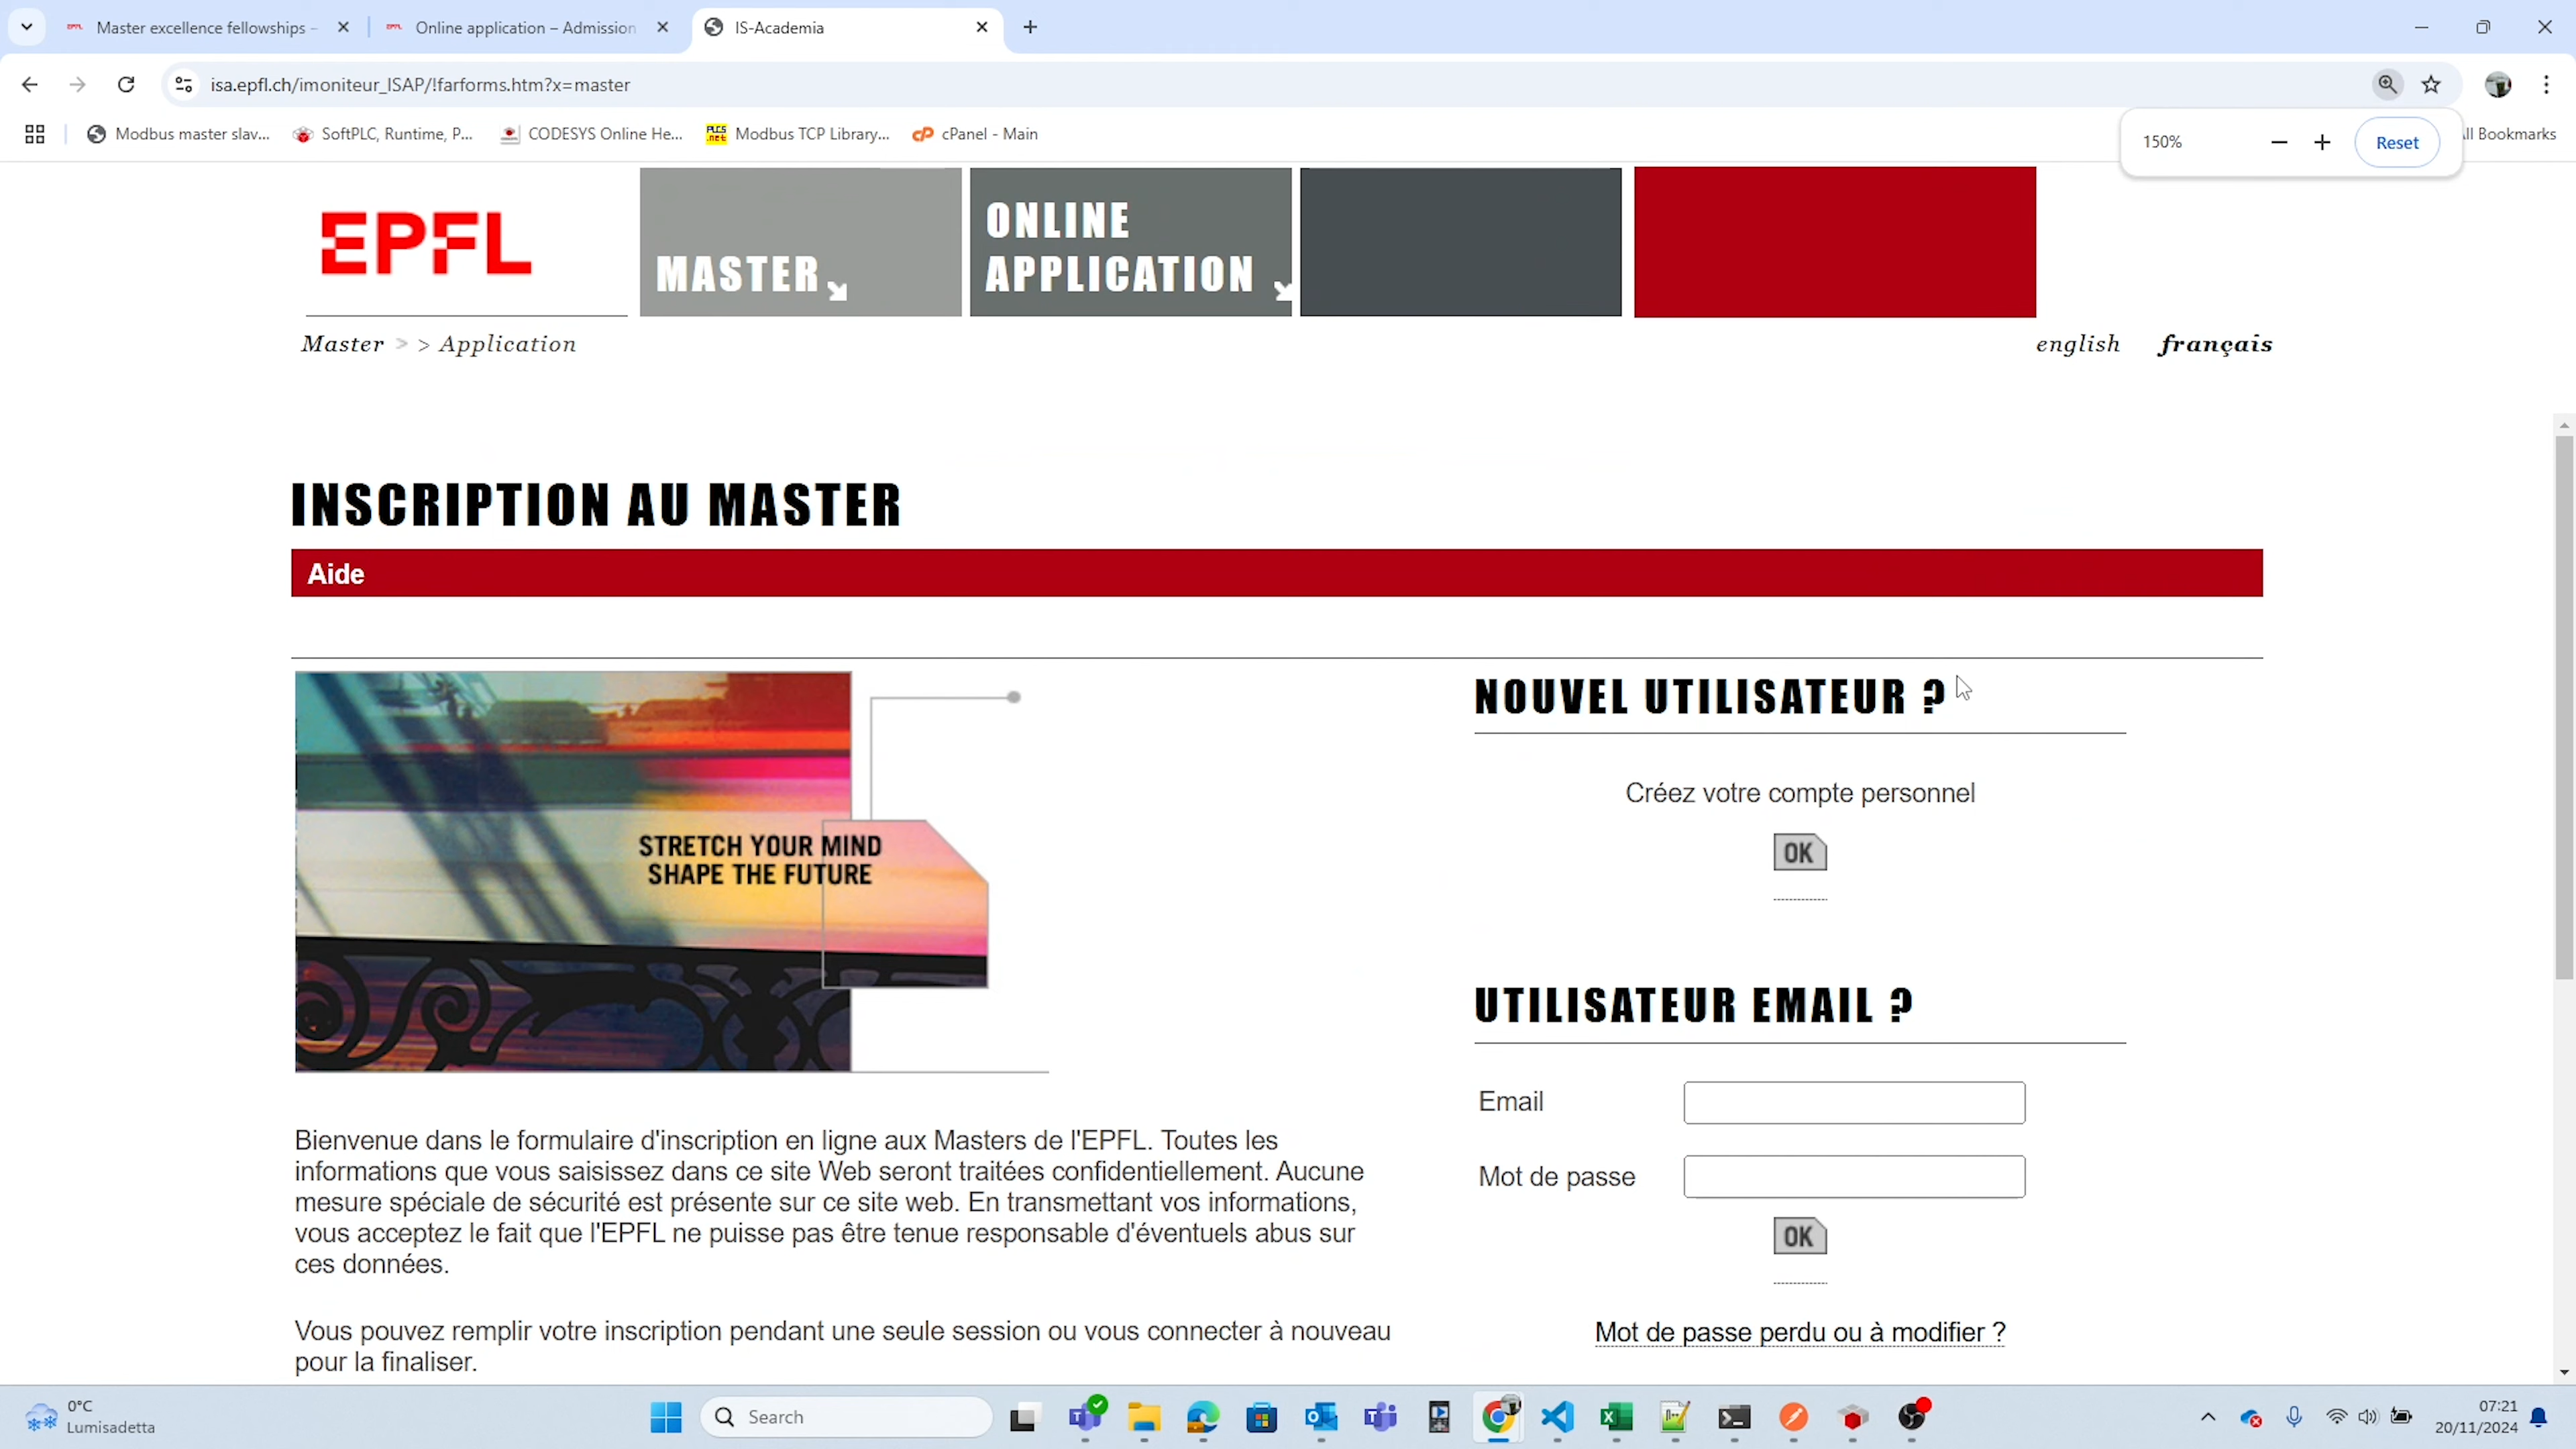 Master excellence fellowships –
Online application – Admission
IS-Academia
isa.epfl.ch/imoniteur_ISAP/!farforms.htm?x=master
Modbus master slav...
SoftPLC, Runtime, P...
CODESYS Online He...
Modbus TCP Library...
cPanel - Main
ll Bookmarks
150%
Reset
EPFL
MASTER
ONLINE
APPLICATION
Master > > Application
english français
INSCRIPTION AU MASTER
Aide
STRETCH YOUR MIND
SHAPE THE FUTURE
NOUVEL UTILISATEUR ?
Créez votre compte personnel
OK
UTILISATEUR EMAIL ?
Email
Mot de passe
OK
Mot de passe perdu ou à modifier ?
Bienvenue dans le formulaire d'inscription en ligne aux Masters de l'EPFL. Toutes les
informations que vous saisissez dans ce site Web seront traitées confidentiellement. Aucune
mesure spéciale de sécurité est présente sur ce site web. En transmettant vos informations,
vous acceptez le fait que l'EPFL ne puisse pas être tenue responsable d'éventuels abus sur
ces données.
Vous pouvez remplir votre inscription pendant une seule session ou vous connecter à nouveau
pour la finaliser.
0°C
Lumisadetta
Search
07:21
20/11/2024